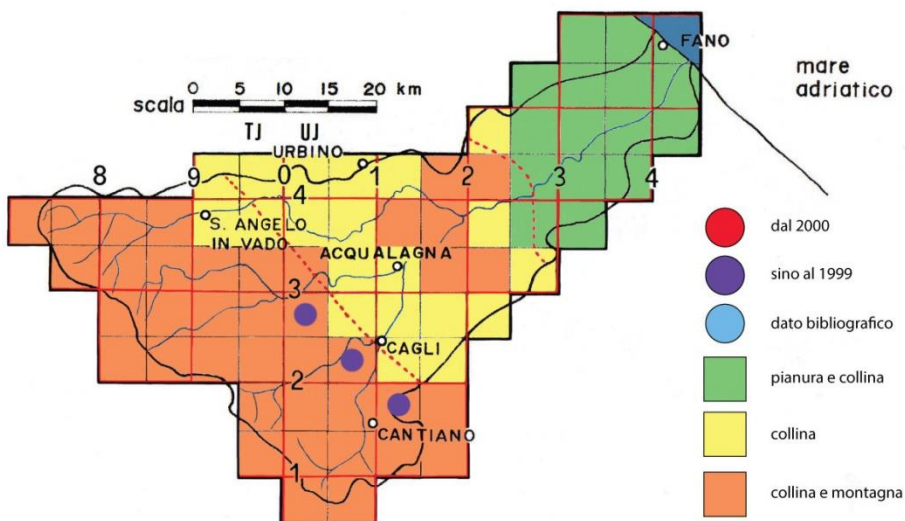 FANO
mare
adriatico
scala
0 5 10 15 20 km
TJ UJ
URBINO
8 9 0 1 2 3 4
4
S. ANGELO
IN VADO
ACQUALAGNA
3
CAGLI
2
CANTIANO
1
dal 2000
sino al 1999
dato bibliografico
pianura e collina
collina
collina e montagna